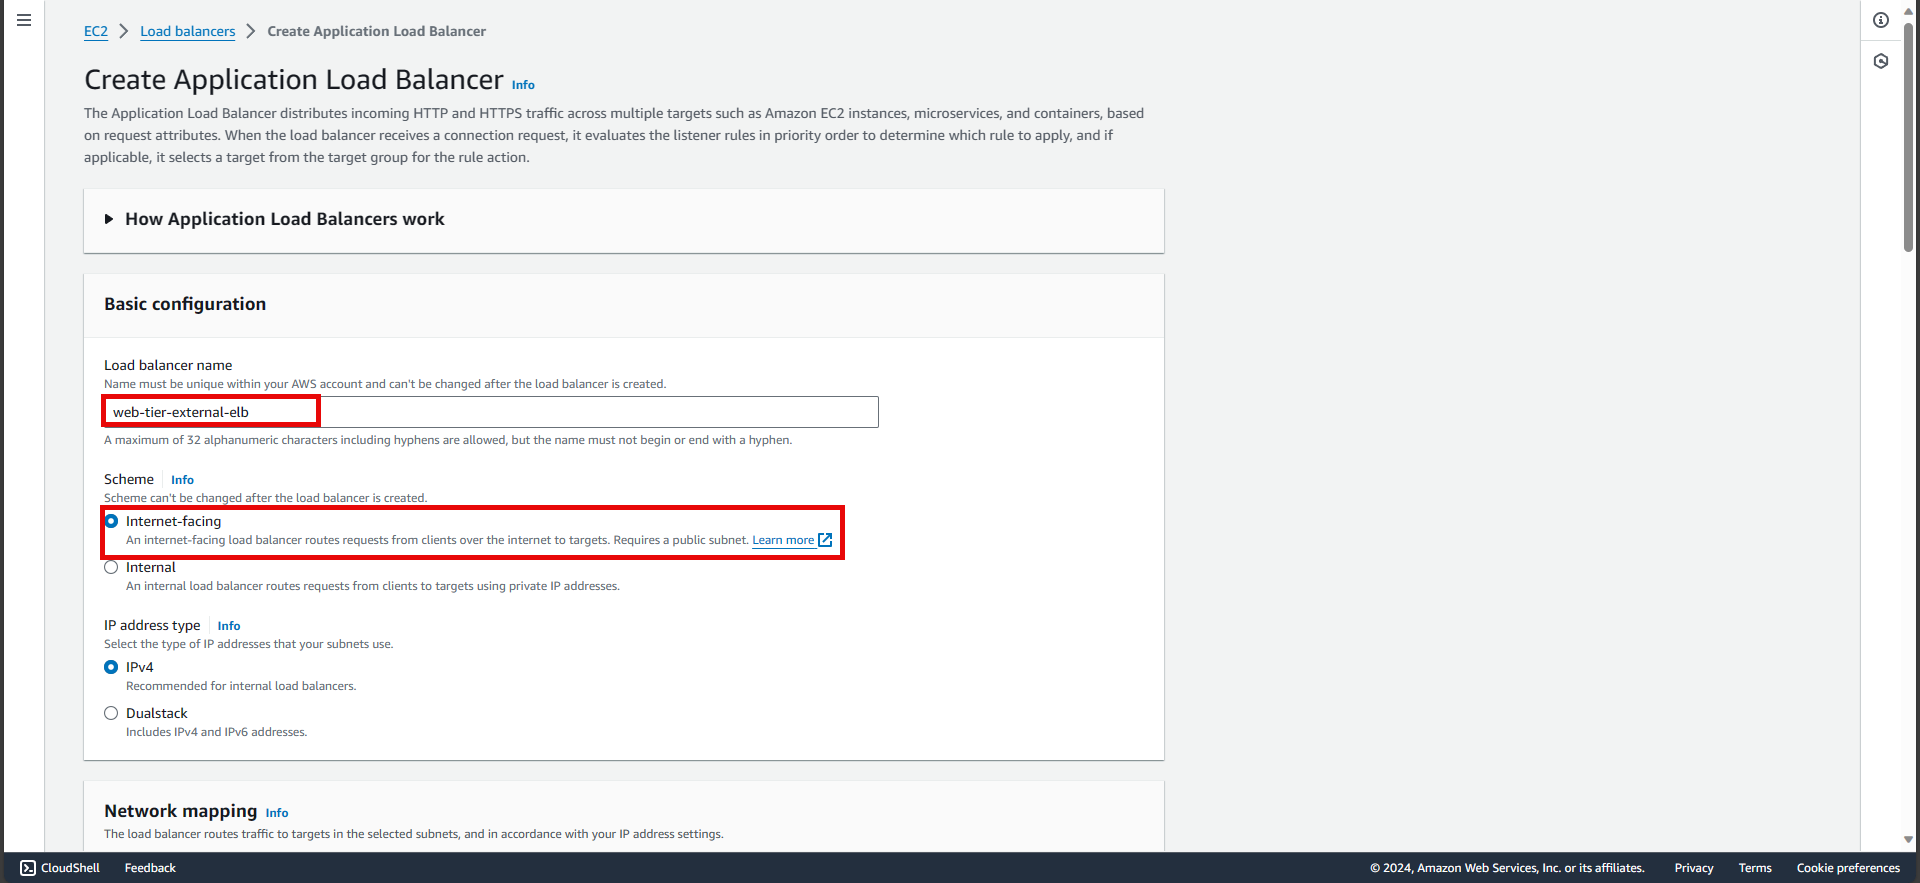 EC2 > Load balancers > Create Application Load Balancer
Create Application Load Balancer Info
The Application Load Balancer distributes incoming HTTP and HTTPS traffic across multiple targets such as Amazon EC2 instances, microservices, and containers, based
on request attributes. When the load balancer receives a connection request, it evaluates the listener rules in priority order to determine which rule to apply, and if
applicable, it selects a target from the target group for the rule action.
How Application Load Balancers work
Basic configuration
Load balancer name
Name must be unique within your AWS account and can't be changed after the load balancer is created.
web-tier-external-elb
A maximum of 32 alphanumeric characters including hyphens are allowed, but the name must not begin or end with a hyphen.
Scheme Info
Scheme can't be changed after the load balancer is created.
Internet-facing
An internet-facing load balancer routes requests from clients over the internet to targets. Requires a public subnet. Learn more
Internal
An internal load balancer routes requests from clients to targets using private IP addresses.
IP address type Info
Select the type of IP addresses that your subnets use.
IPv4
Recommended for internal load balancers.
Dualstack
Includes IPv4 and IPv6 addresses.
Network mapping Info
The load balancer routes traffic to targets in the selected subnets, and in accordance with your IP address settings.
CloudShell Feedback © 2024, Amazon Web Services, Inc. or its affiliates. Privacy Terms Cookie preferences